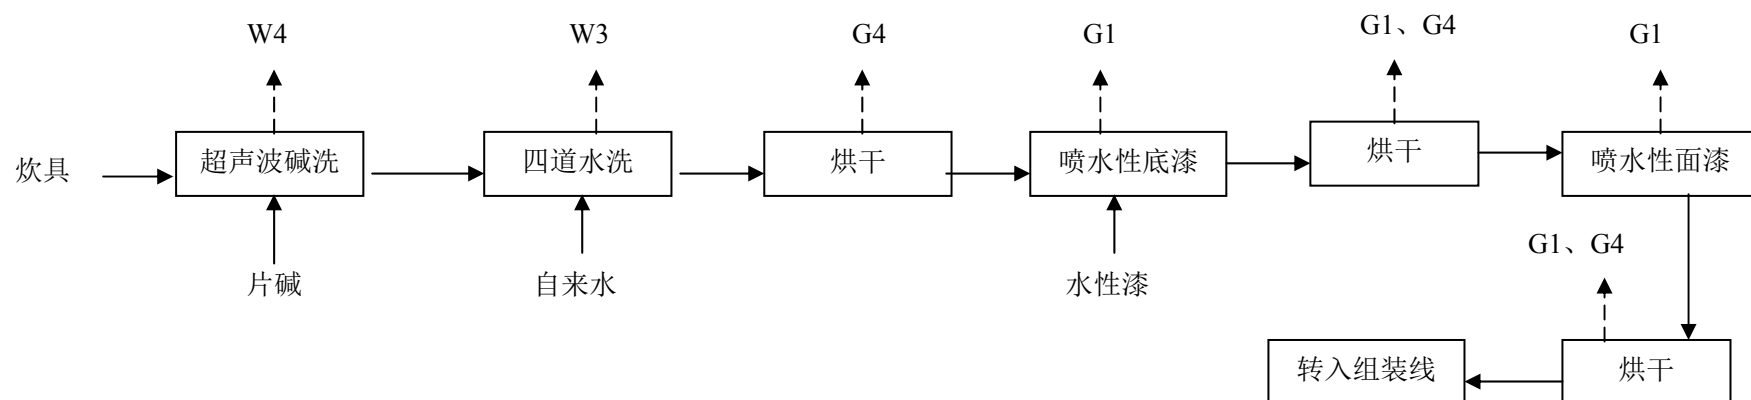 W4
W3
G4
G1
G1、G4
G1
炊具
超声波碱洗
四道水洗
烘干
喷水性底漆
烘干
喷水性面漆
片碱
自来水
水性漆
G1、G4
转入组装线
烘干